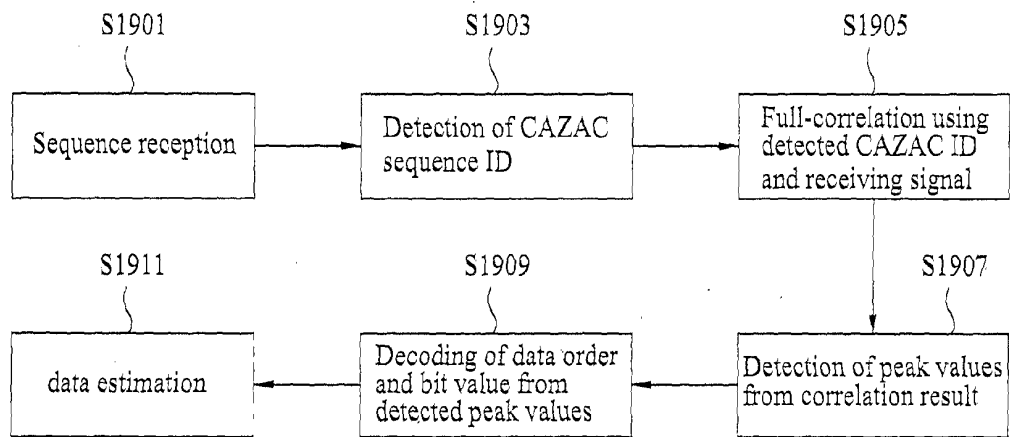 S1901
S1903
S1905
Sequence reception
Detection of CAZAC
sequence ID
Full-correlation using
detected CAZAC ID
and receiving signal
S1911
S1909
S1907
data estimation
Decoding of data order
and bit value from
detected peak values
Detection of peak values
from correlation result